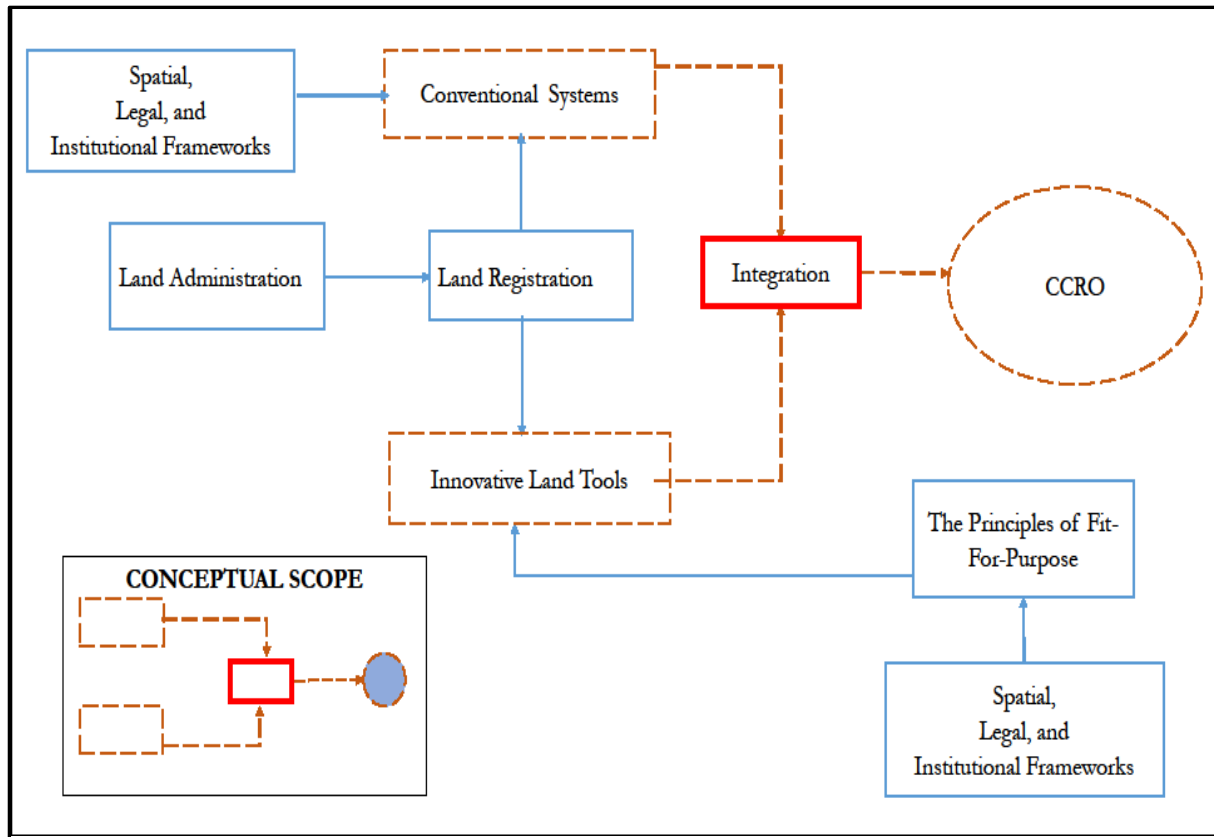 Spatial,
Legal, and
Institutional Frameworks
Conventional Systems
Land Administration
Land Registration
Integration
CCRO
Innovative Land Tools
The Principles of Fit-
For-Purpose
CONCEPTUAL SCOPE
Spatial,
Legal, and
Institutional Frameworks